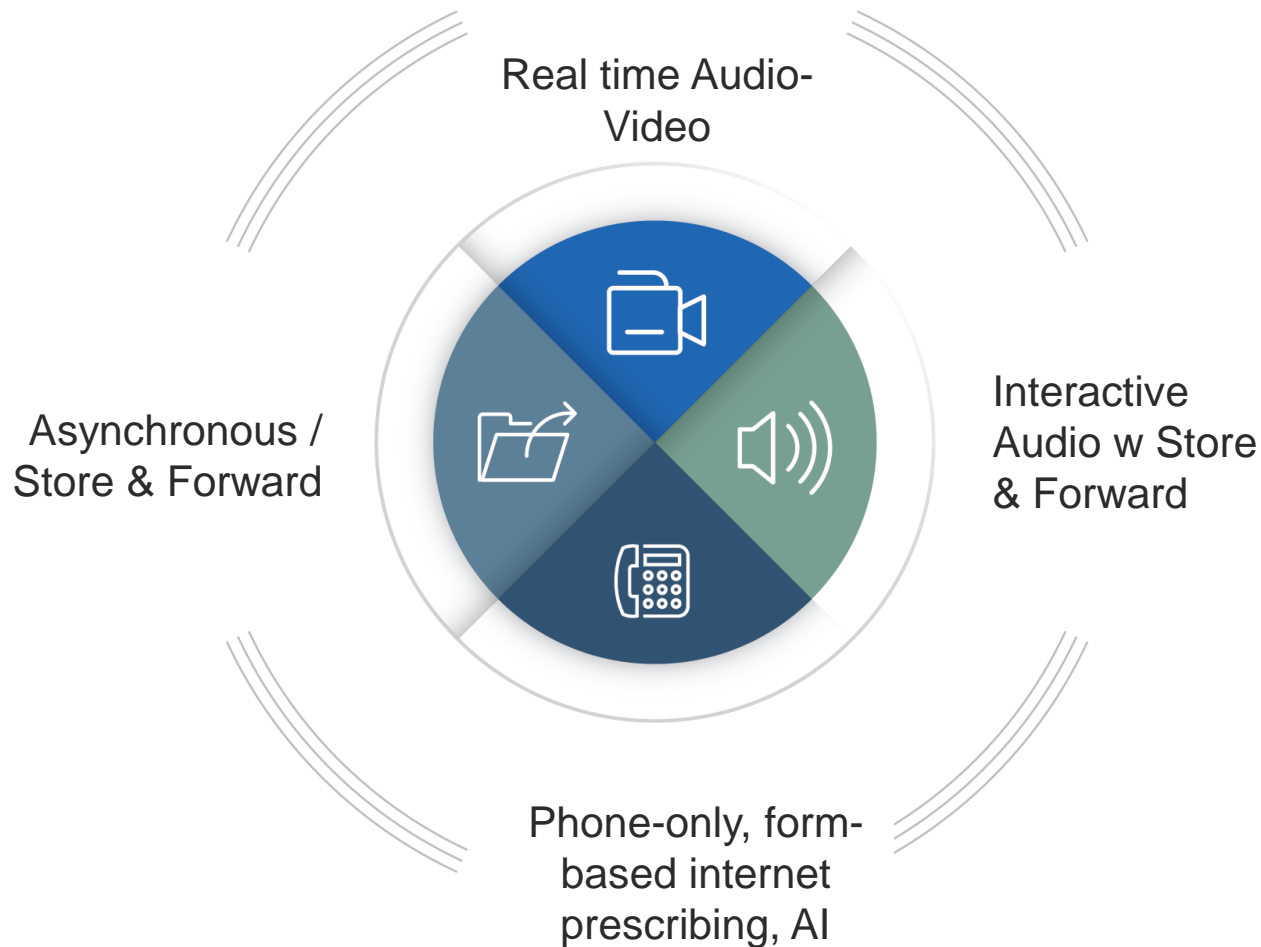 Real time Audio-
Video
Asynchronous /
Store & Forward
Interactive
Audio w Store
& Forward
Phone-only, form-
based internet
prescribing, AI